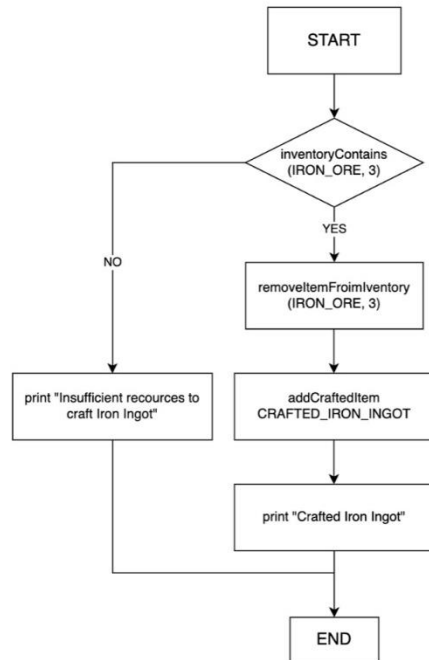 START
inventoryContains
(IRON_ORE, 3)
YES
NO
removeItemFroimIventory
(IRON_ORE, 3)
print "Insufficient recources to
craft Iron Ingot"
addCraftedItem
CRAFTED_IRON_INGOT
print "Crafted Iron Ingot"
END